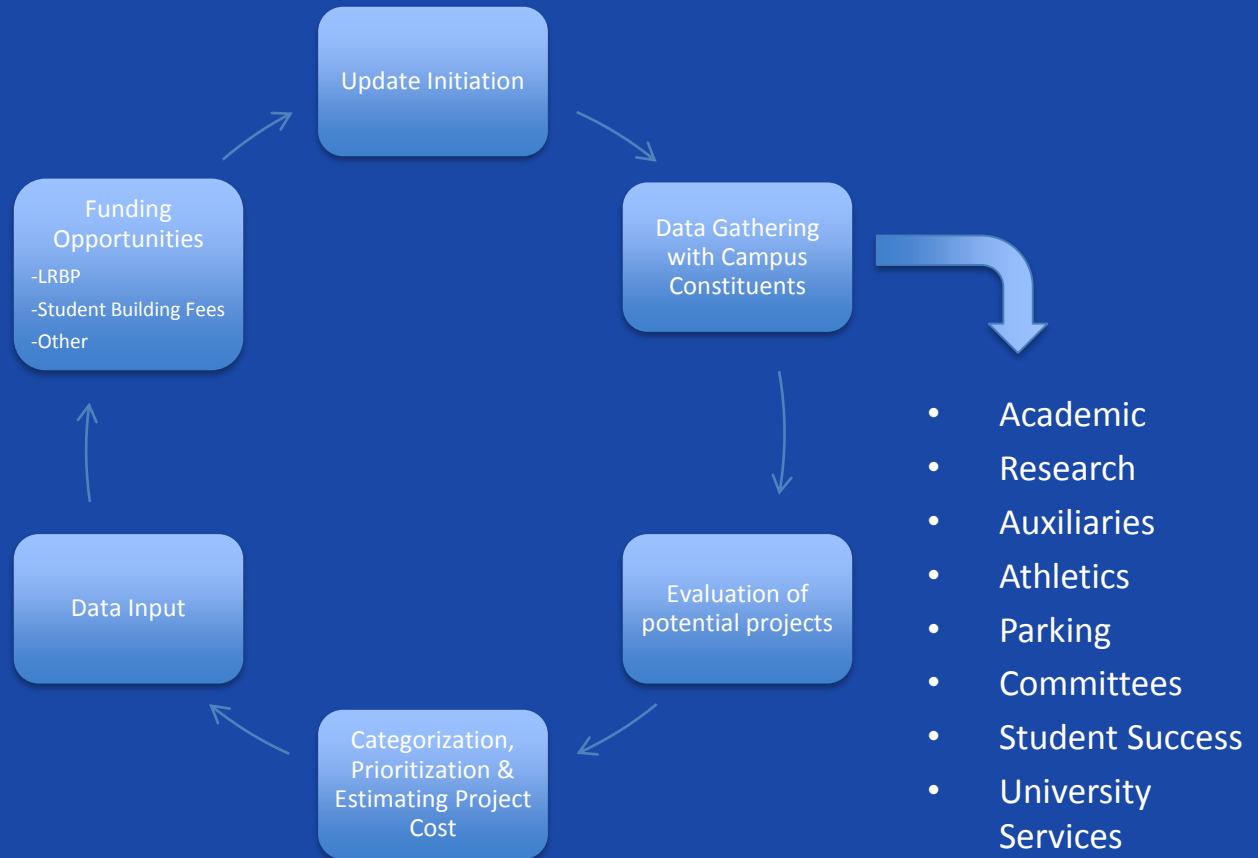 Update Initiation
Data Gathering
with Campus
Constituents
Evaluation of
potential projects
Categorization,
Prioritization &
Estimating Project
Cost
Data Input
Funding
Opportunities
-LRBP
-Student Building Fees
-Other
• Academic
• Research
• Auxiliaries
• Athletics
• Parking
• Committees
• Student Success
• University
Services